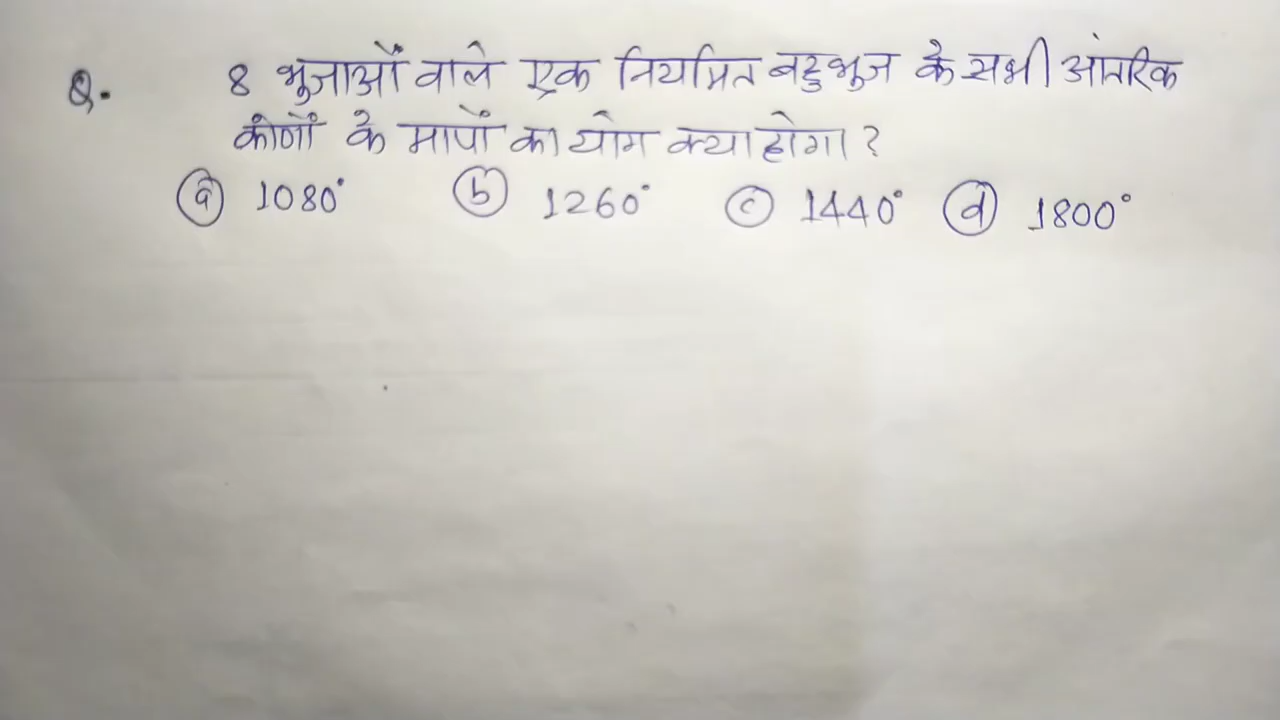 Q. 8 भुजाओं वाले एक नियमित बहुभुज के सभी आंतरिक
कोणों के मापों का योग क्या होगा ?
(a) 1080° (b) 1260° (c) 1440° (d) 1800°